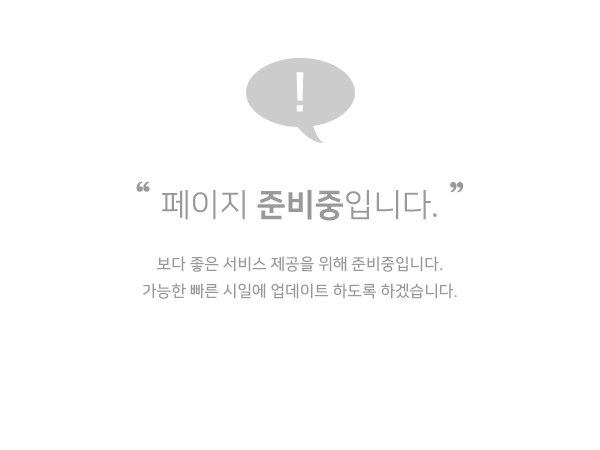 !
“ 페이지 준비중입니다. ”
보다 좋은 서비스 제공을 위해 준비중입니다.
가능한 빠른 시일에 업데이트 하도록 하겠습니다.